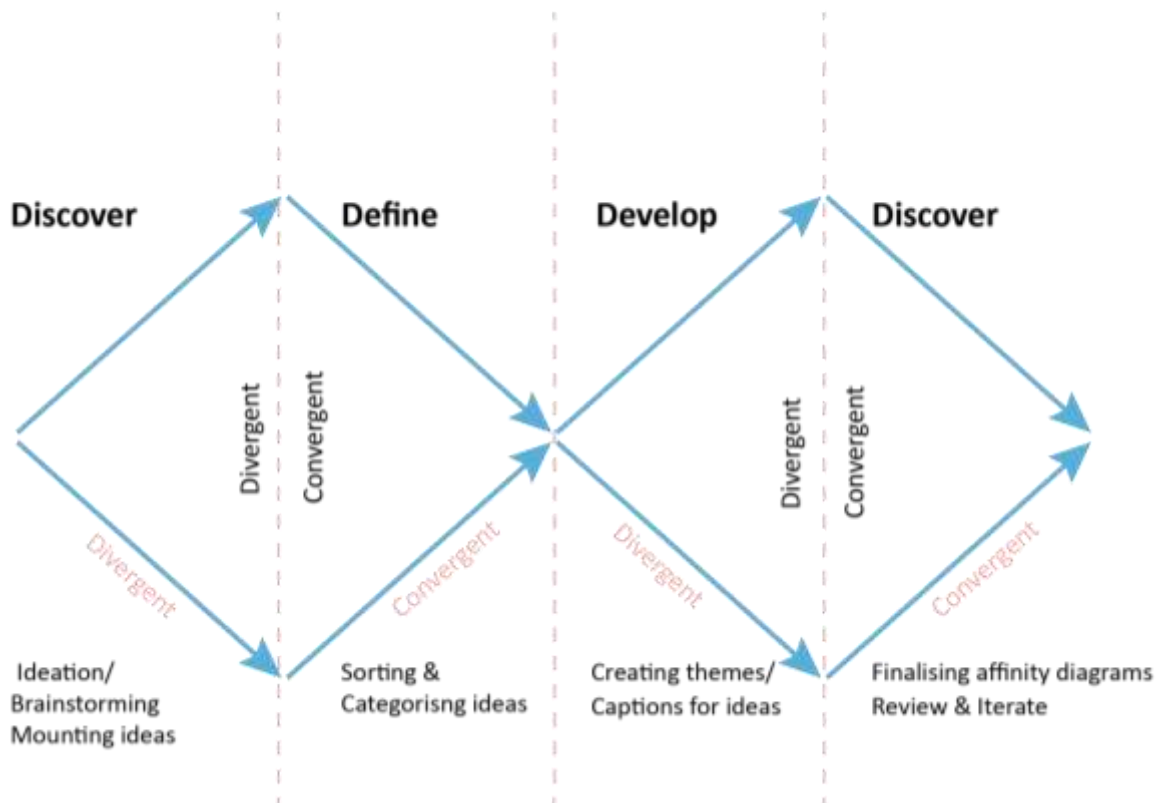 Discover
Define
Develop
Discover
Divergent
Convergent
Divergent
Convergent
Divergent
Convergent
Divergent
Convergent
Ideation/
Brainstorming
Mounting ideas
Sorting &
Categorisng ideas
Creating themes/
Captions for ideas
Finalising affinity diagrams
Review & Iterate